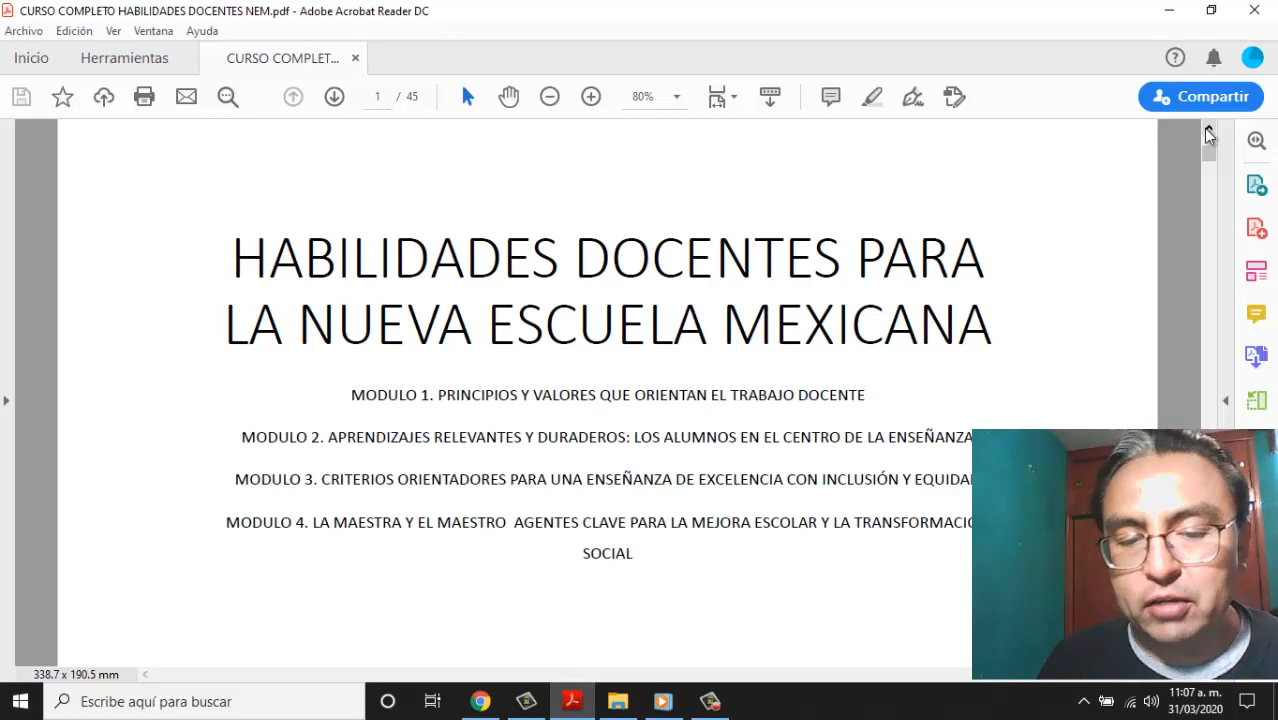 CURSO COMPLETO HABILIDADES DOCENTES NEM.pdf - Adobe Acrobat Reader DC
Archivo Edición Ver Ventana Ayuda
Inicio Herramientas CURSO COMPLET... ×
1 / 45 80% Compartir
HABILIDADES DOCENTES PARA
LA NUEVA ESCUELA MEXICANA
MODULO 1. PRINCIPIOS Y VALORES QUE ORIENTAN EL TRABAJO DOCENTE
MODULO 2. APRENDIZAJES RELEVANTES Y DURADEROS: LOS ALUMNOS EN EL CENTRO DE LA ENSEÑANZA
MODULO 3. CRITERIOS ORIENTADORES PARA UNA ENSEÑANZA DE EXCELENCIA CON INCLUSIÓN Y EQUIDA
MODULO 4. LA MAESTRA Y EL MAESTRO AGENTES CLAVE PARA LA MEJORA ESCOLAR Y LA TRANSFORMACIO
SOCIAL
338.7 x 190.5 mm
Escribe aquí para buscar
11:07 a. m.
31/03/2020